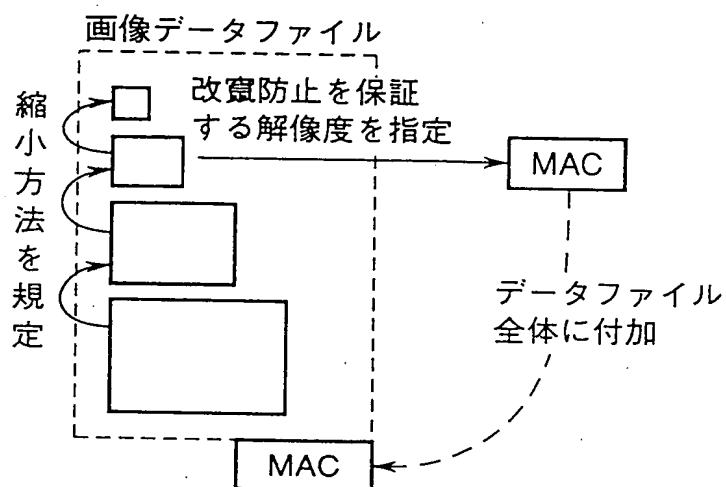 画像データファイル
改竄防止を保証
する解像度を指定
縮小方法を規定
MAC
データファイル
全体に付加
MAC